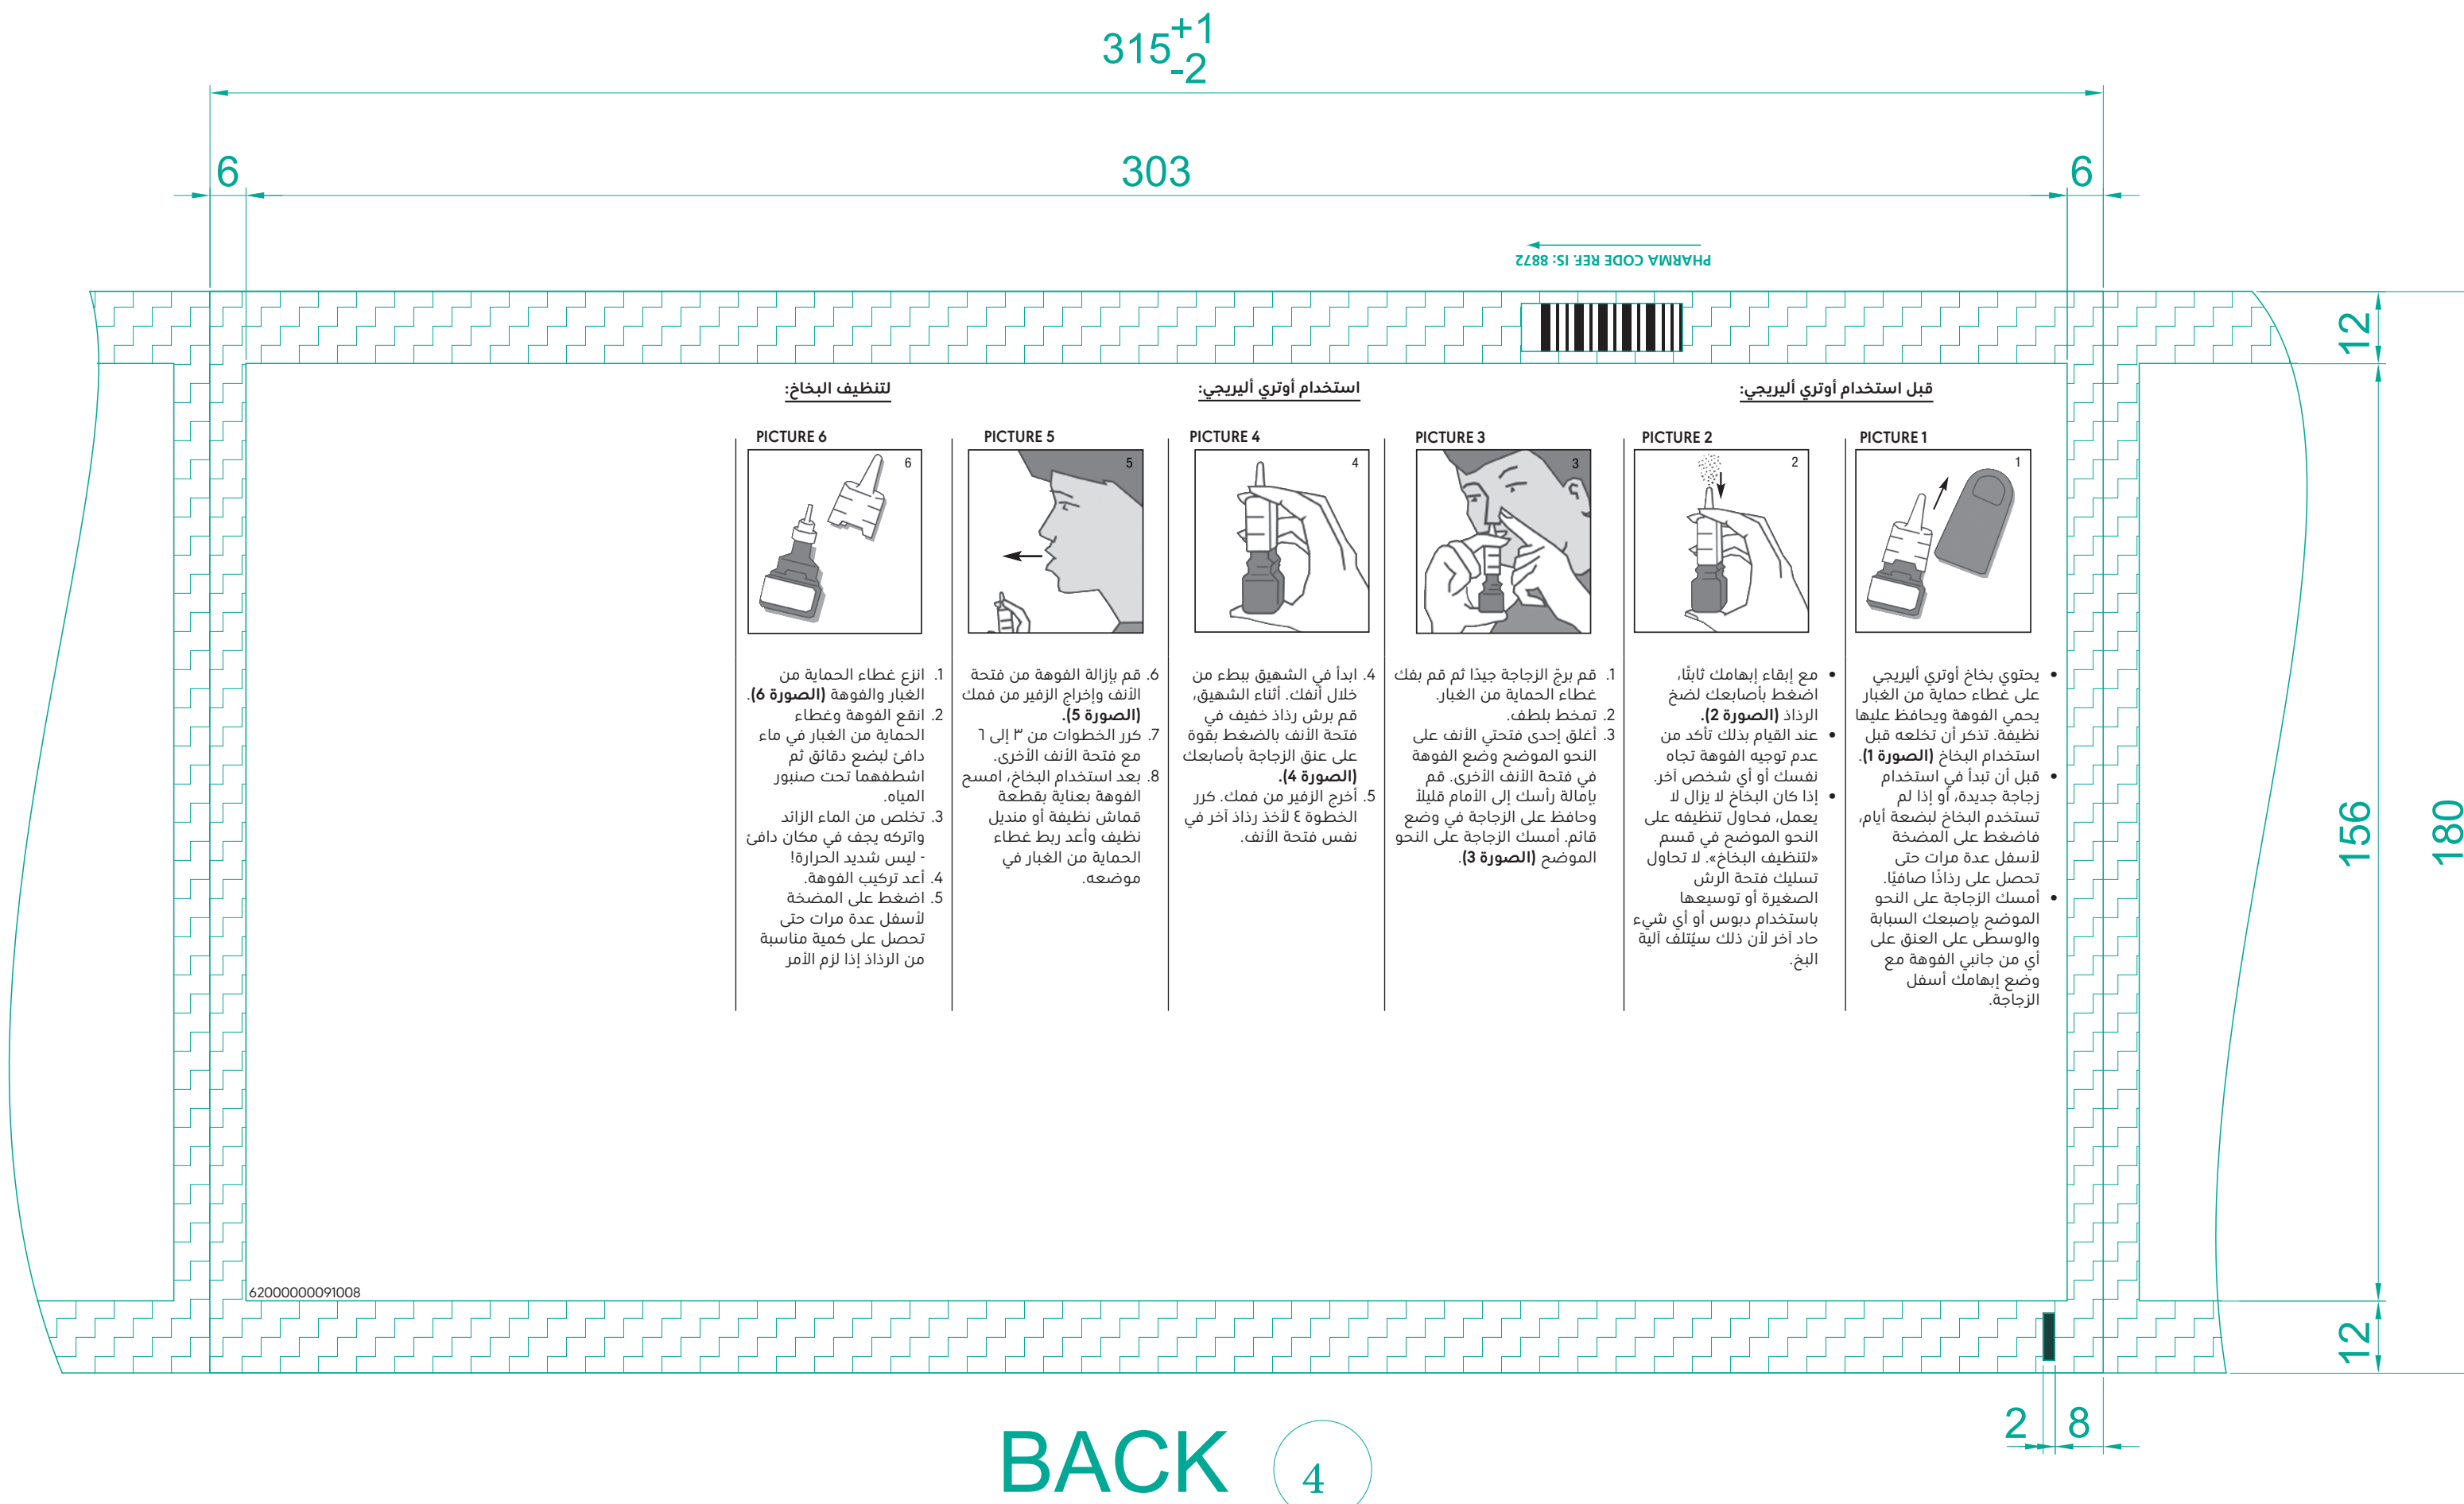 315 +1 -2
6
303
6
PHARMA CODE REF. IS: 8872
12
156
180
12
قبل استخدام أوتري أليريجي:
استخدام أوتري أليريجي:
لتنظيف البخاخ:
PICTURE 1
1
• يحتوي بخاخ أوتري أليريجي
على غطاء حماية من الغبار
يحمي الفوهة ويحافظ عليها
نظيفة. تذكر أن تخلعه قبل
استخدام البخاخ (الصورة 1).
• قبل أن تبدأ في استخدام
زجاجة جديدة، أو إذا لم
تستخدم البخاخ لبضعة أيام،
فاضغط على المضخة
لأسفل عدة مرات حتى
تحصل على رذاذًا صافيًا.
• أمسك الزجاجة على النحو
الموضح بإصبعك السبابة
والوسطى على العنق على
أي من جانبي الفوهة مع
وضع إبهامك أسفل
الزجاجة.
PICTURE 2
2
• مع إبقاء إبهامك ثابتًا،
اضغط بأصابعك لضخ
الرذاذ (الصورة 2).
• عند القيام بذلك تأكد من
عدم توجيه الفوهة تجاه
نفسك أو أي شخص آخر.
• إذا كان البخاخ لا يزال لا
يعمل، فحاول تنظيفه على
النحو الموضح في قسم
«لتنظيف البخاخ». لا تحاول
تسليك فتحة الرش
الصغيرة أو توسيعها
باستخدام دبوس أو أي شيء
حاد آخر لأن ذلك سيُتلف آلية
البخ.
PICTURE 3
3
1. قم برجّ الزجاجة جيدًا ثم قم بفك
غطاء الحماية من الغبار.
2. تمخط بلطف.
3. أغلق إحدى فتحتي الأنف على
النحو الموضح وضع الفوهة
في فتحة الأنف الأخرى. قم
بإمالة رأسك إلى الأمام قليلاً
وحافظ على الزجاجة في وضع
قائم. أمسك الزجاجة على النحو
الموضح (الصورة 3).
PICTURE 4
4
4. ابدأ في الشهيق ببطء من
خلال أنفك. أثناء الشهيق،
قم برش رذاذ خفيف في
فتحة الأنف بالضغط بقوة
على عنق الزجاجة بأصابعك
(الصورة 4).
5. أخرج الزفير من فمك. كرر
الخطوة ٤ لأخذ رذاذ آخر في
نفس فتحة الأنف.
PICTURE 5
5
6. قم بإزالة الفوهة من فتحة
الأنف وإخراج الزفير من فمك
(الصورة 5).
7. كرر الخطوات من ٣ إلى ٦
مع فتحة الأنف الأخرى.
8. بعد استخدام البخاخ، امسح
الفوهة بعناية بقطعة
قماش نظيفة أو منديل
نظيف وأعد ربط غطاء
الحماية من الغبار في
موضعه.
PICTURE 6
6
1. انزع غطاء الحماية من
الغبار والفوهة (الصورة 6).
2. انقع الفوهة وغطاء
الحماية من الغبار في ماء
دافئ لبضع دقائق ثم
اشطفهما تحت صنبور
المياه.
3. تخلص من الماء الزائد
واتركه يجف في مكان دافئ
- ليس شديد الحرارة!
4. أعد تركيب الفوهة.
5. اضغط على المضخة
لأسفل عدة مرات حتى
تحصل على كمية مناسبة
من الرذاذ إذا لزم الأمر
62000000091008
2
8
BACK 4